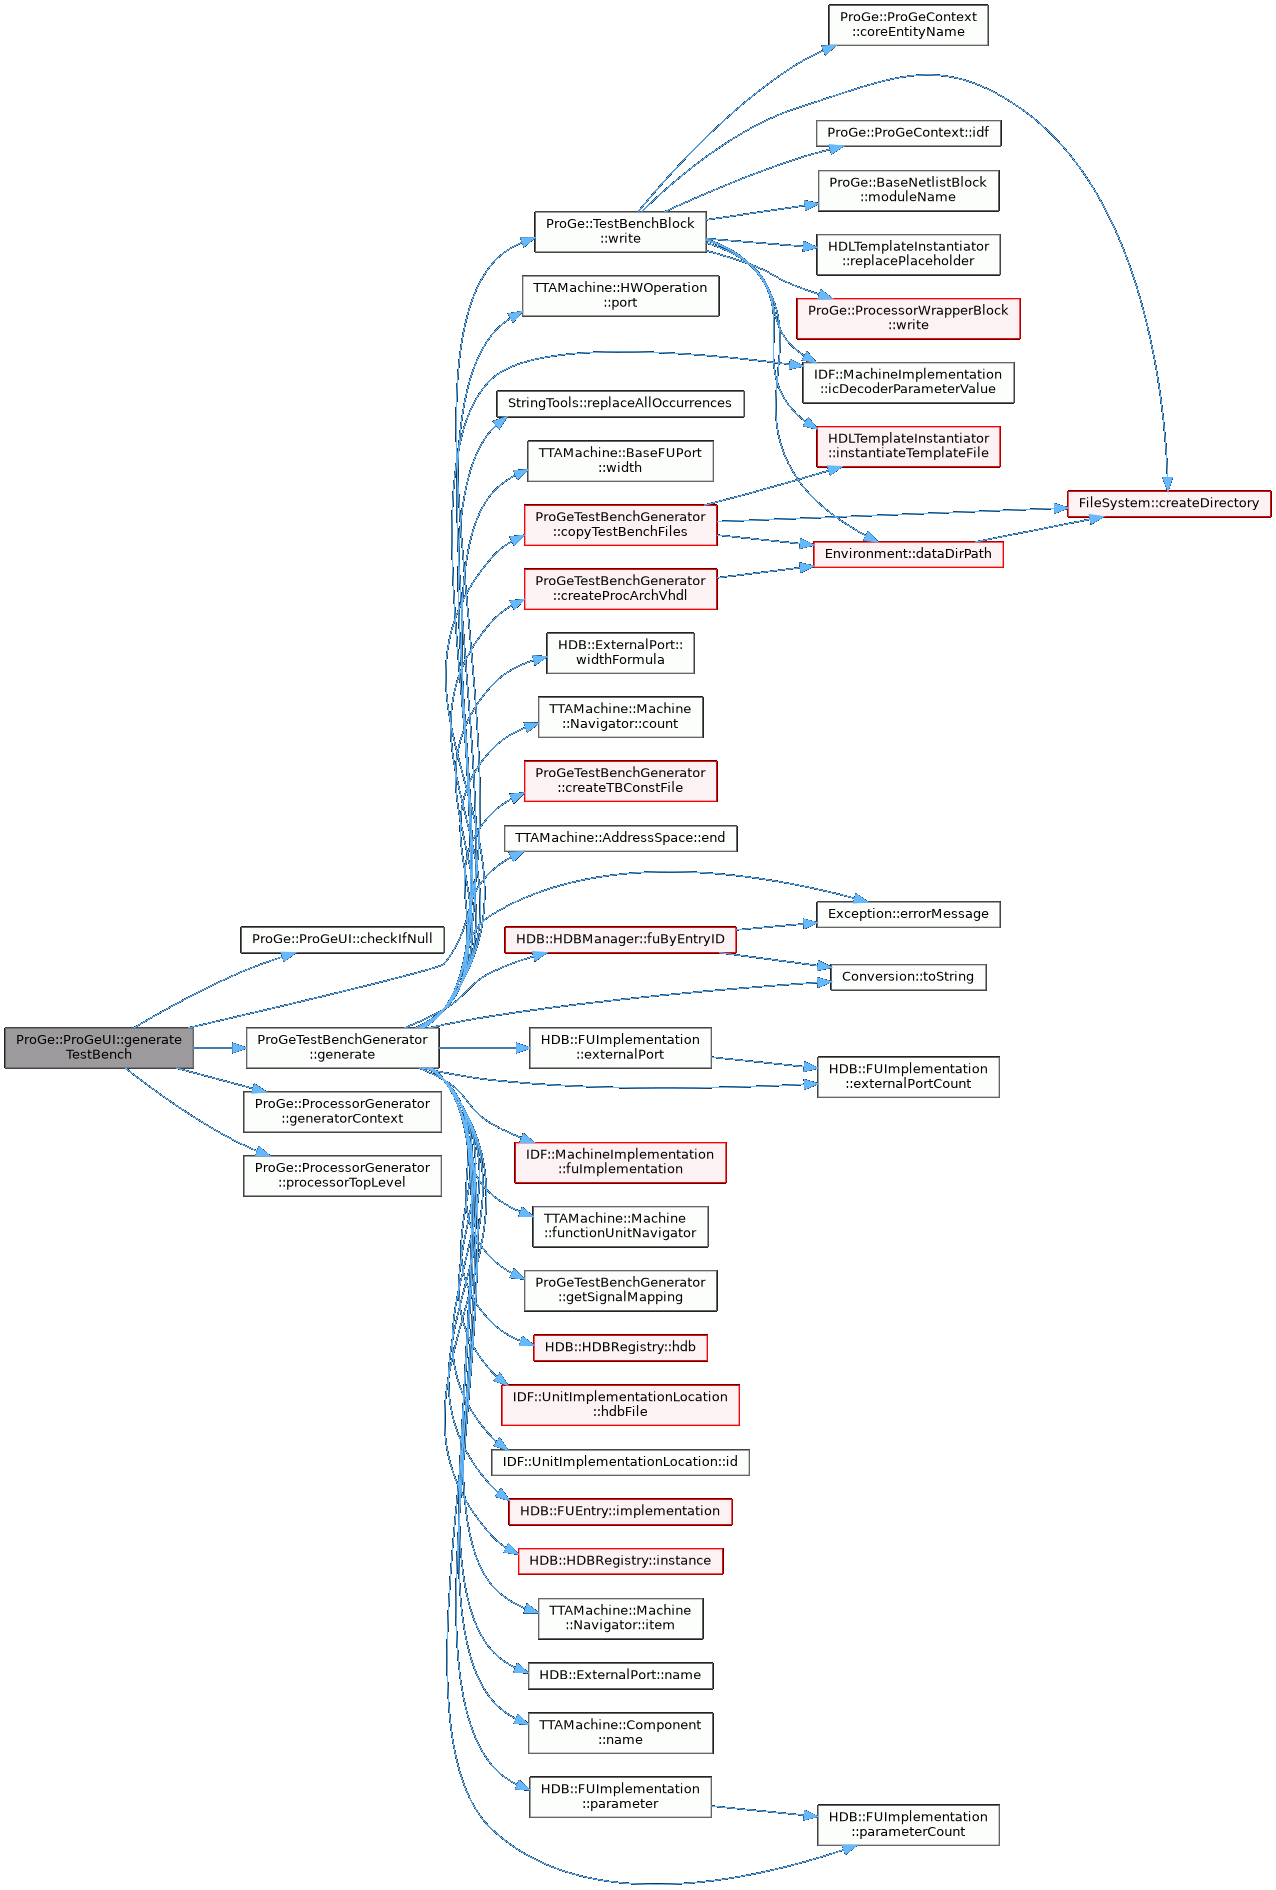 ProGe::ProGeContext
::coreEntityName
ProGe::ProGeContext::idf
ProGe::BaseNetlistBlock
::moduleName
ProGe::TestBenchBlock
::write
HDLTemplateInstantiator
::replacePlaceholder
TTAMachine::HWOperation
::port
ProGe::ProcessorWrapperBlock
::write
IDF::MachineImplementation
::icDecoderParameterValue
StringTools::replaceAllOccurrences
HDLTemplateInstantiator
::instantiateTemplateFile
TTAMachine::BaseFUPort
::width
FileSystem::createDirectory
ProGeTestBenchGenerator
::copyTestBenchFiles
Environment::dataDirPath
ProGeTestBenchGenerator
::createProcArchVhdl
HDB::ExternalPort::
widthFormula
TTAMachine::Machine
::Navigator::count
ProGeTestBenchGenerator
::createTBConstFile
TTAMachine::AddressSpace::end
Exception::errorMessage
ProGe::ProGeUI::checkIfNull
HDB::HDBManager::fuByEntryID
Conversion::toString
ProGe::ProGeUI::generate
TestBench
ProGeTestBenchGenerator
::generate
HDB::FUImplementation
::externalPort
HDB::FUImplementation
::externalPortCount
ProGe::ProcessorGenerator
::generatorContext
IDF::MachineImplementation
::fuImplementation
ProGe::ProcessorGenerator
::processorTopLevel
TTAMachine::Machine
::functionUnitNavigator
ProGeTestBenchGenerator
::getSignalMapping
HDB::HDBRegistry::hdb
IDF::UnitImplementationLocation
::hdbFile
IDF::UnitImplementationLocation::id
HDB::FUEntry::implementation
HDB::HDBRegistry::instance
TTAMachine::Machine
::Navigator::item
HDB::ExternalPort::name
TTAMachine::Component
::name
HDB::FUImplementation
::parameter
HDB::FUImplementation
::parameterCount